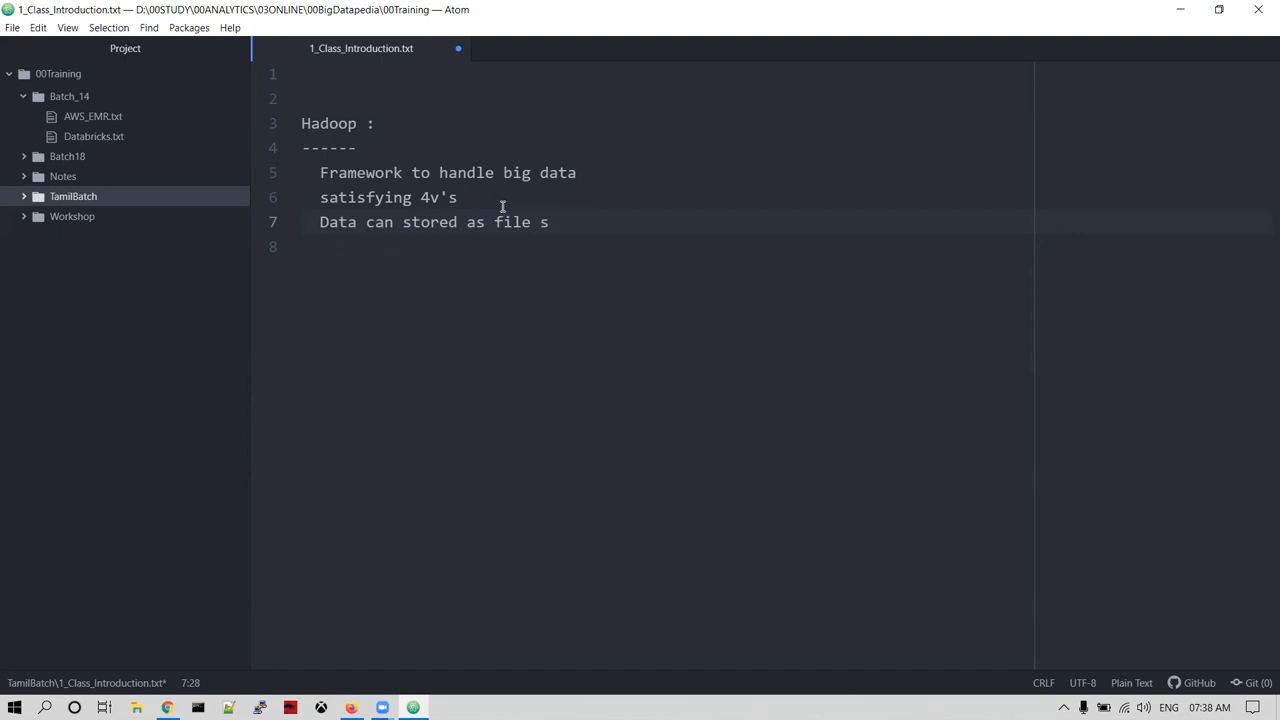 1_Class_Introduction.txt — D:\00STUDY\00ANALYTICS\03ONLINE\00BigDatapedia\00Training — Atom
File Edit View Selection Find Packages Help
Project
1_Class_Introduction.txt
00Training
Batch_14
AWS_EMR.txt
Databricks.txt
Batch18
Notes
TamilBatch
Workshop
1
2
3 Hadoop :
4 ------
5 Framework to handle big data
6 satisfying 4v's
7 Data can stored as file s
8
TamilBatch\1_Class_Introduction.txt* 7:28 CRLF UTF-8 Plain Text GitHub Git (0)
ENG 07:38 AM